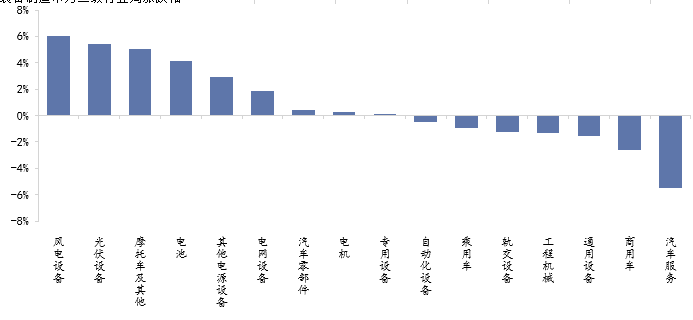 8%
6%
4%
2%
0%
-2%
-4%
-6%
-8%
风电设备
光伏设备
摩托车及其他
电池
其他电源设备
电网设备
汽车零部件
电机
专用设备
自动化设备
乘用车
轨交设备
工程机械
通用设备
商用车
汽车服务